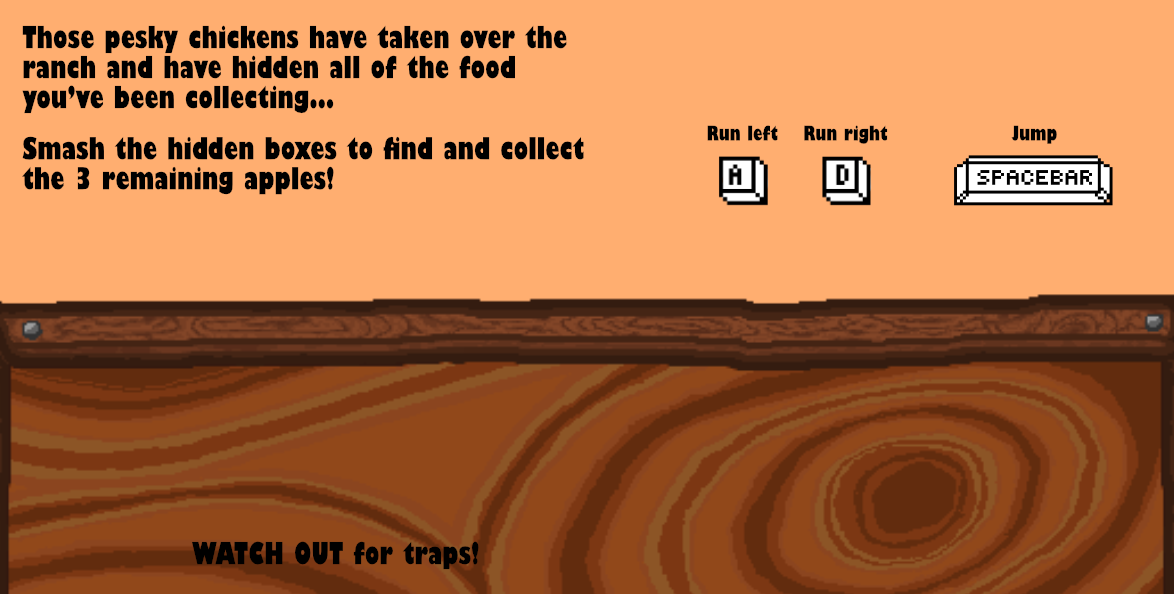 Those pesky chickens have taken over the
ranch and have hidden all of the food
you've been collecting...
Smash the hidden boxes to find and collect
the 3 remaining apples!
Run left
Run right
Jump
A
D
SPACEBAR
WATCH OUT for traps!